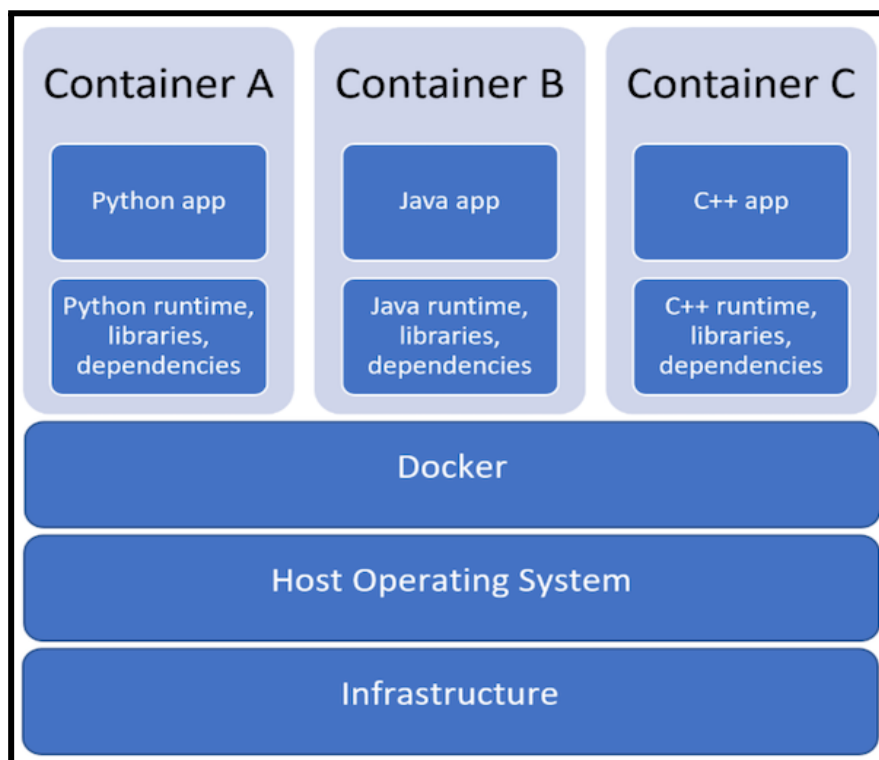 Container A
Python app
Python runtime,
libraries,
dependencies
Container B
Java app
Java runtime,
libraries,
dependencies
Container C
C++ app
C++ runtime,
libraries,
dependencies
Docker
Host Operating System
Infrastructure